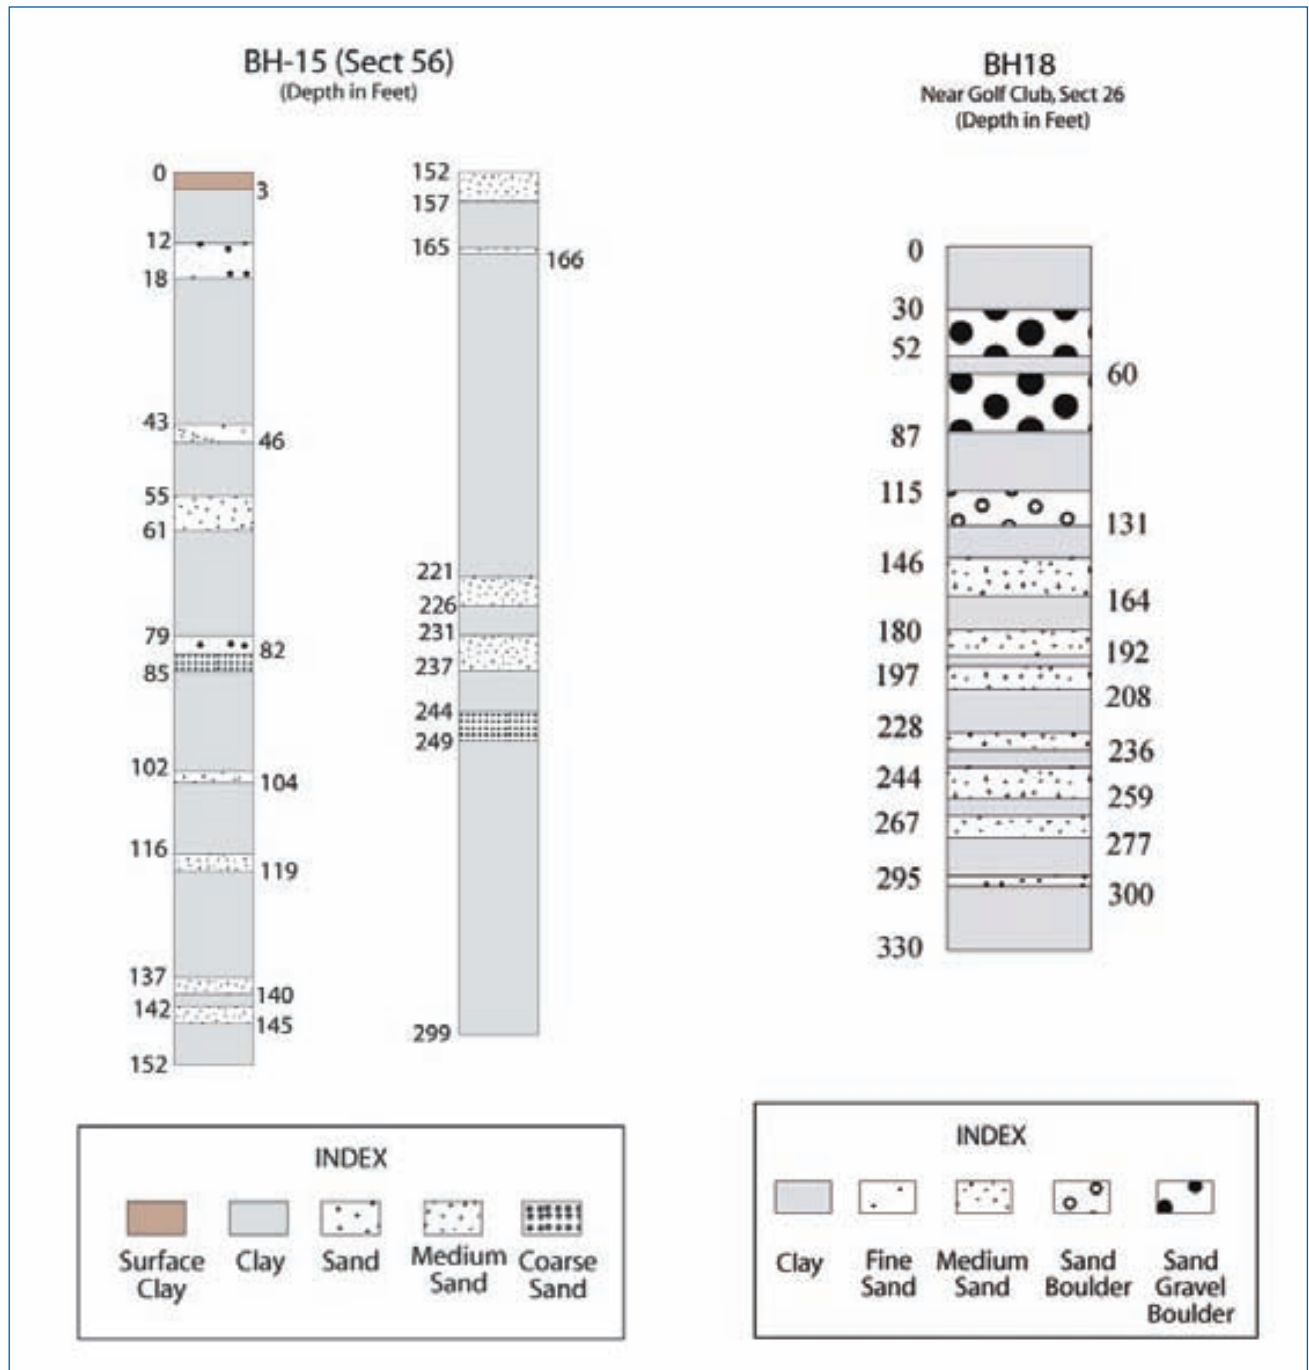 BH-15 (Sect 56)
(Depth in Feet)
0
3
12
18
43
46
55
61
79
82
85
102
104
116
119
137
140
142
145
152
152
157
165
166
221
226
231
237
244
249
299
BH18
Near Golf Club, Sect 26
(Depth in Feet)
0
30
52
60
87
115
131
146
164
180
192
197
208
228
236
244
259
267
277
295
300
330
INDEX
Surface
Clay
Clay
Sand
Medium
Sand
Coarse
Sand
INDEX
Clay
Fine
Sand
Medium
Sand
Sand
Boulder
Sand
Gravel
Boulder